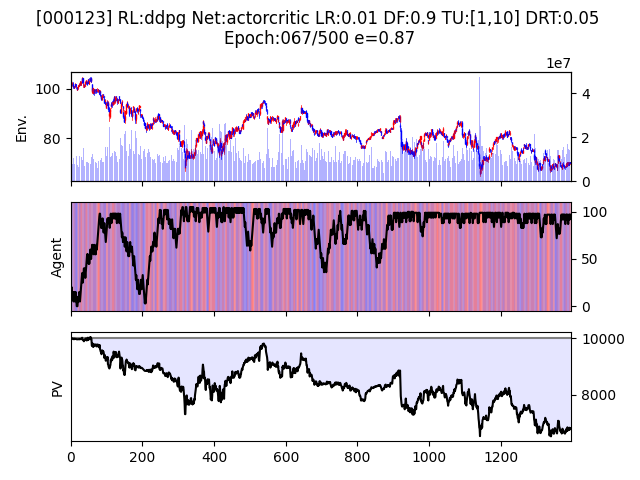 [000123] RL:ddpg Net:actorcritic LR:0.01 DF:0.9 TU:[1,10] DRT:0.05
Epoch:067/500 e=0.87
1e7
Env.
100
80
4
2
0
Agent
100
50
0
PV
10000
8000
0 200 400 600 800 1000 1200